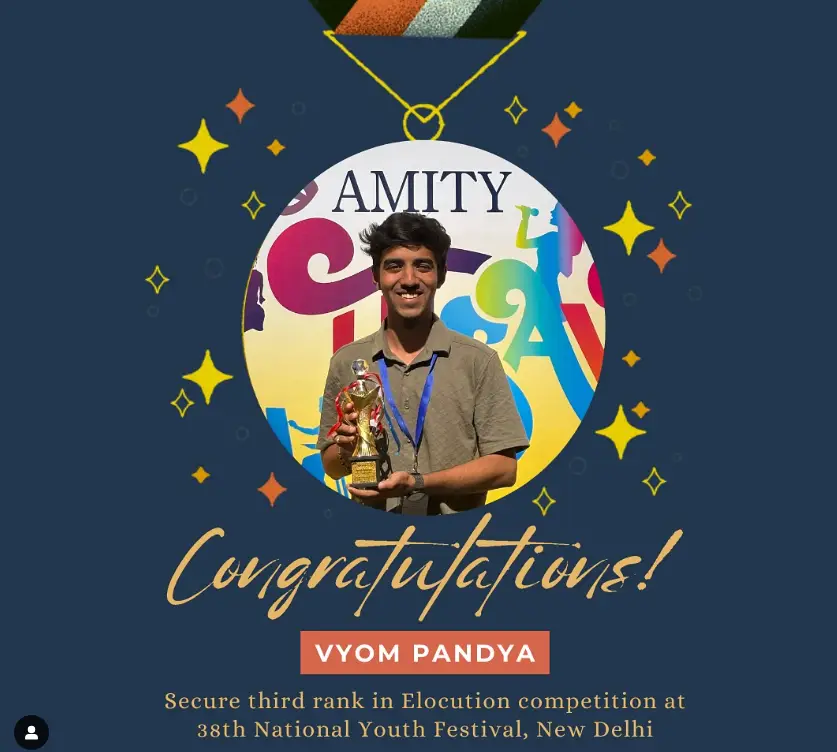 AMITY
Congratulations!
VYOM PANDYA
Secure third rank in Elocution competition at
38th National Youth Festival, New Delhi